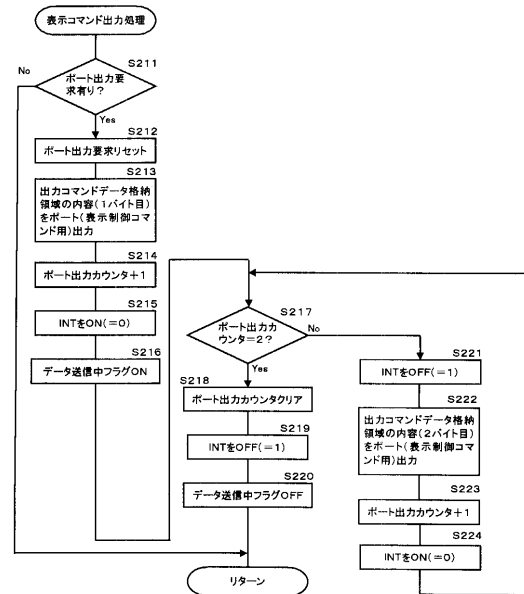 表示コマンド出力処理
S211
No
ポート出力要
求有り？
Yes
S212
ポート出力要求リセット
S213
出力コマンドデータ格納
領域の内容(1バイト目)
をポート(表示制御コマ
ンド用)出力
S214
ポート出力カウンタ＋1
S215
INTをON(＝0)
S216
データ送信中フラグON
S217
ポート出力カ
ウンタ＝2？
No
Yes
S218
ポート出力カウンタクリア
S219
INTをOFF(＝1)
S220
データ送信中フラグOFF
リターン
S221
INTをOFF(＝1)
S222
出力コマンドデータ格納
領域の内容(2バイト目)
をポート(表示制御コマ
ンド用)出力
S223
ポート出力カウンタ＋1
S224
INTをON(＝0)